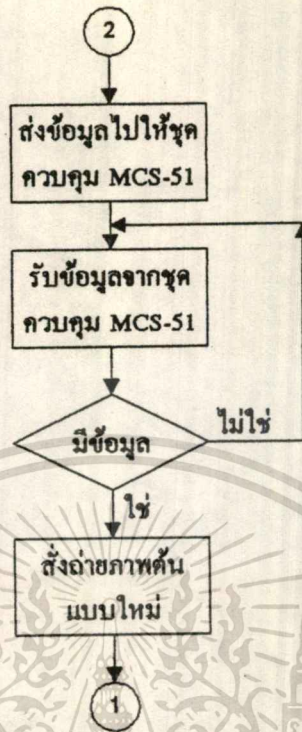 2
ส่งข้อมูลไปให้ชุด
ควบคุม MCS-51
รับข้อมูลจากชุด
ควบคุม MCS-51
มีข้อมูล
ไม่ใช่
ใช่
สั่งถ่ายภาพต้น
แบบใหม่
1